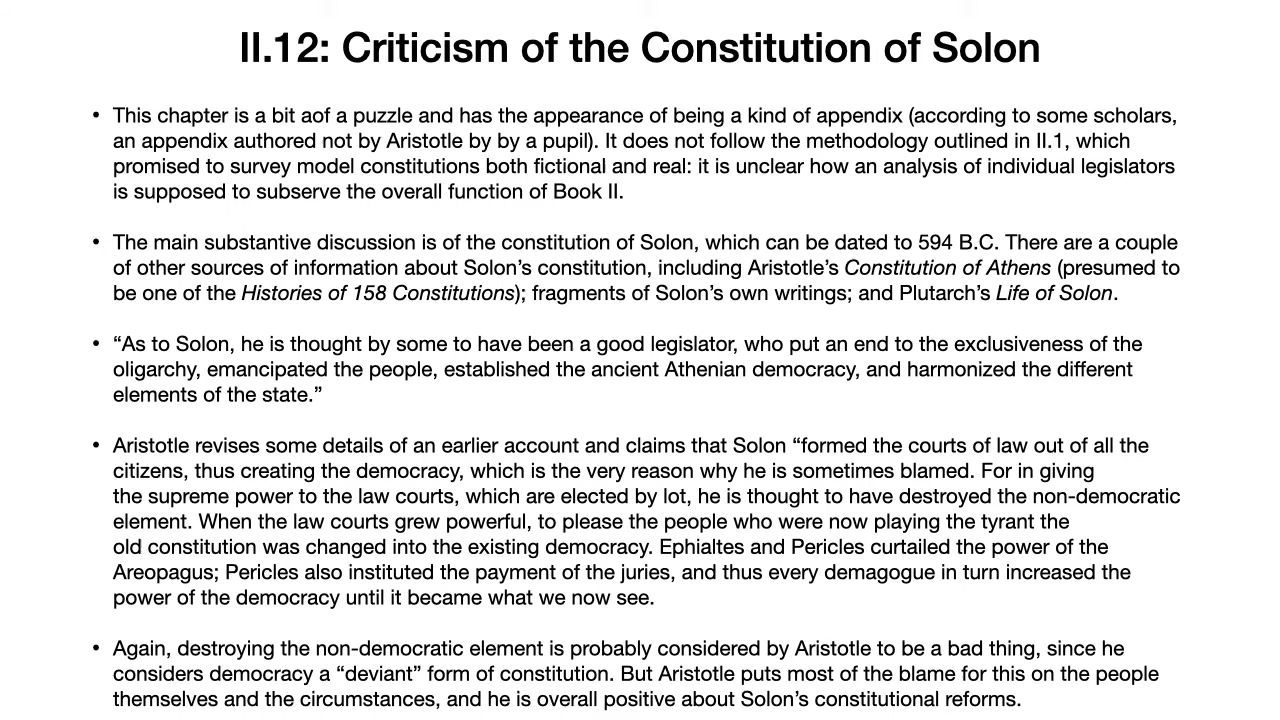 II.12: Criticism of the Constitution of Solon
• This chapter is a bit aof a puzzle and has the appearance of being a kind of appendix (according to some scholars,
an appendix authored not by Aristotle by by a pupil). It does not follow the methodology outlined in II.1, which
promised to survey model constitutions both fictional and real: it is unclear how an analysis of individual legislators
is supposed to subserve the overall function of Book II.
• The main substantive discussion is of the constitution of Solon, which can be dated to 594 B.C. There are a couple
of other sources of information about Solon’s constitution, including Aristotle’s Constitution of Athens (presumed to
be one of the Histories of 158 Constitutions); fragments of Solon’s own writings; and Plutarch’s Life of Solon.
• “As to Solon, he is thought by some to have been a good legislator, who put an end to the exclusiveness of the
oligarchy, emancipated the people, established the ancient Athenian democracy, and harmonized the different
elements of the state.”
• Aristotle revises some details of an earlier account and claims that Solon “formed the courts of law out of all the
citizens, thus creating the democracy, which is the very reason why he is sometimes blamed. For in giving
the supreme power to the law courts, which are elected by lot, he is thought to have destroyed the non-democratic
element. When the law courts grew powerful, to please the people who were now playing the tyrant the
old constitution was changed into the existing democracy. Ephialtes and Pericles curtailed the power of the
Areopagus; Pericles also instituted the payment of the juries, and thus every demagogue in turn increased the
power of the democracy until it became what we now see.
• Again, destroying the non-democratic element is probably considered by Aristotle to be a bad thing, since he
considers democracy a “deviant” form of constitution. But Aristotle puts most of the blame for this on the people
themselves and the circumstances, and he is overall positive about Solon’s constitutional reforms.